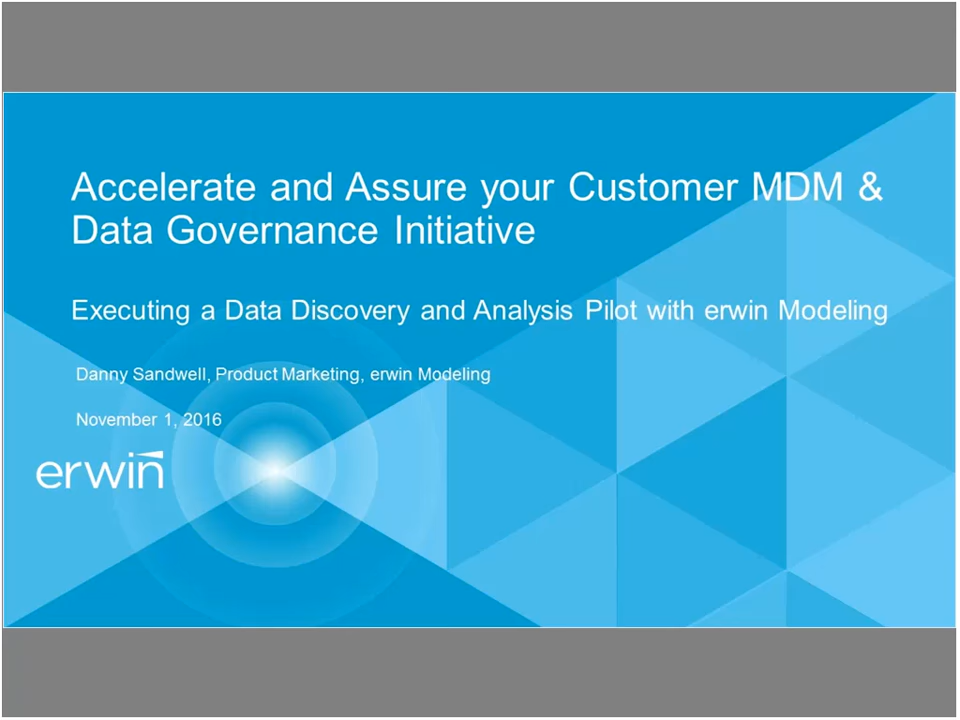 Accelerate and Assure your Customer MDM &
Data Governance Initiative
Executing a Data Discovery and Analysis Pilot with erwin Modeling
Danny Sandwell, Product Marketing, erwin Modeling
November 1, 2016
erwin